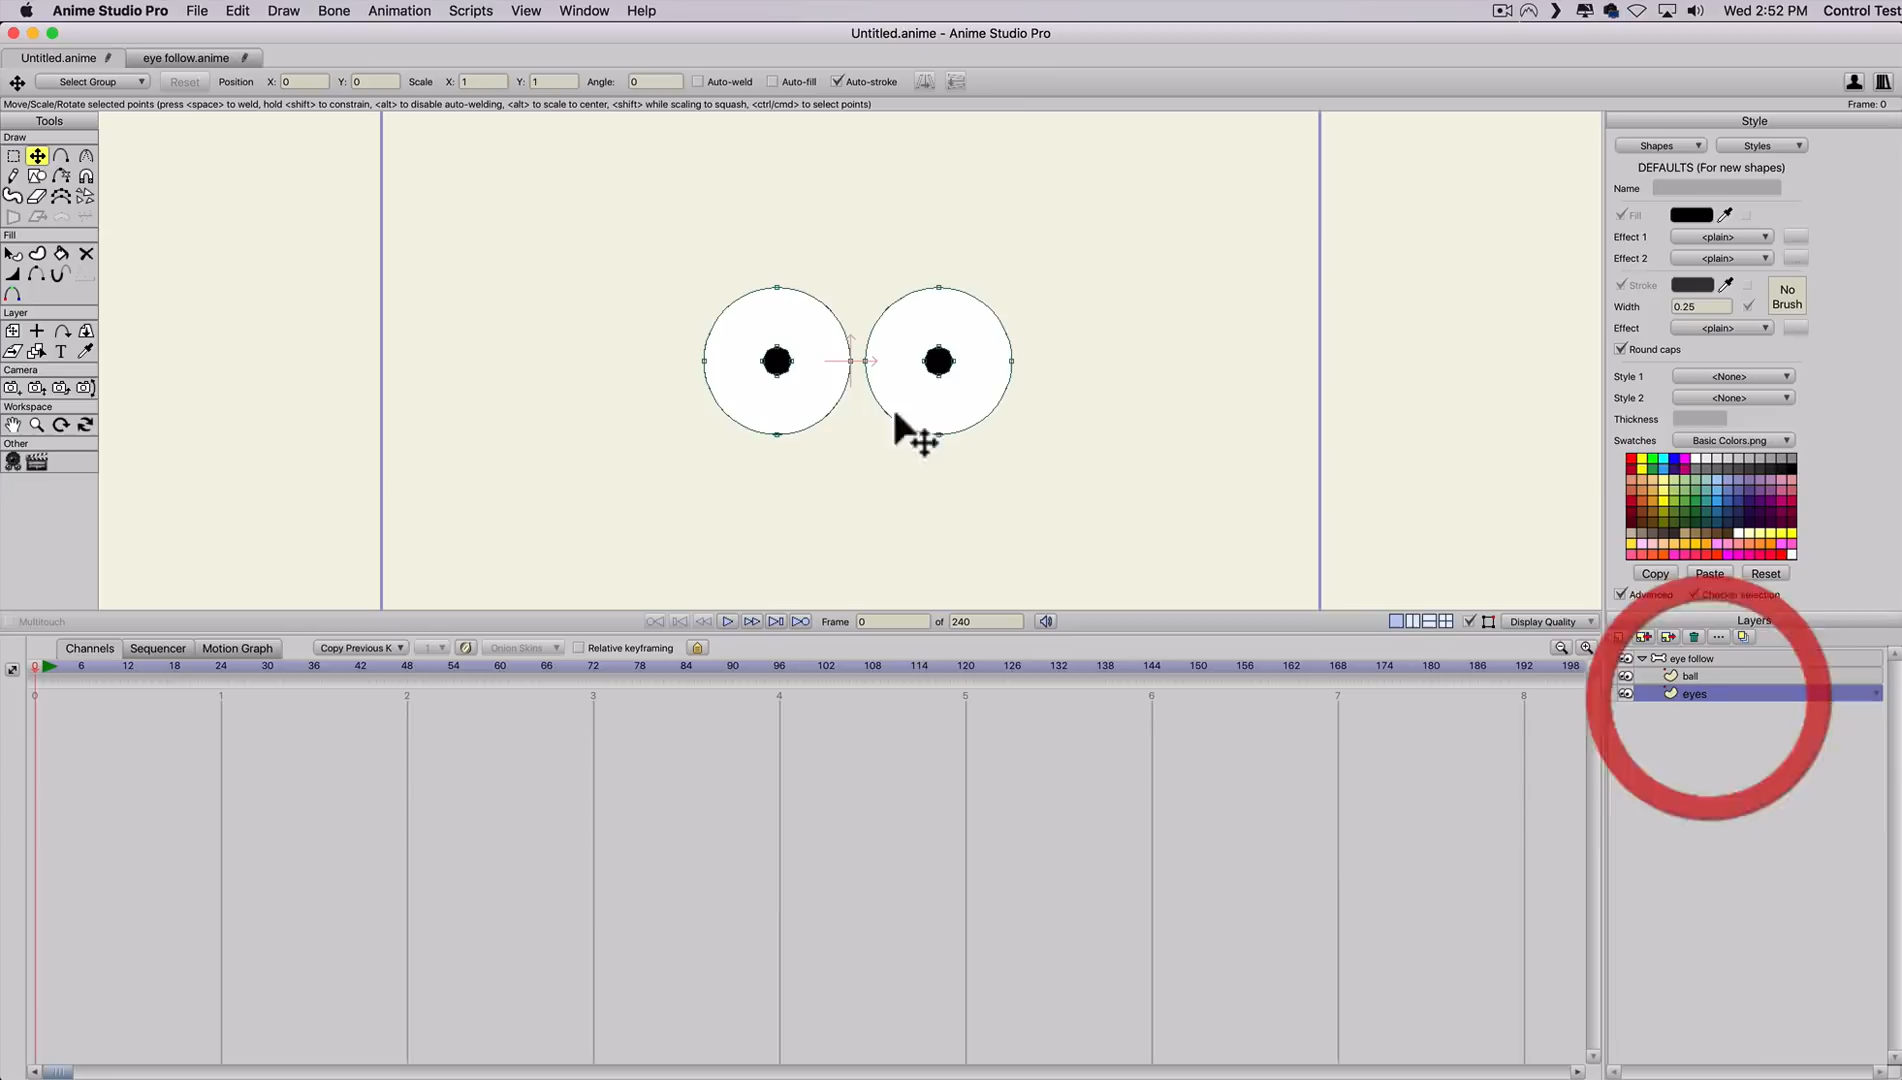 Anime Studio Pro File Edit Draw Bone Animation Scripts View Window Help Wed 2:52 PM Control Test
Untitled.anime - Anime Studio Pro
Untitled.anime eye follow.anime
Select Group Reset Position X: 0 Y: 0 Scale X: 1 Y: 1 Angle: 0 Auto-weld Auto-fill Auto-stroke
Move/Scale/Rotate selected points (press <space> to weld, hold <shift> to constrain, <alt> to disable auto-welding, <alt> to scale to center, <shift> while scaling to squash, <ctrl/cmd> to select points) Frame: 0
Tools
Draw
Fill
Layer
T
Camera
Workspace
Other
Style
Shapes Styles
DEFAULTS (For new shapes)
Name
Fill
Effect 1 <plain>
Effect 2 <plain>
Stroke
No
Brush
Width 0.25
Effect <plain>
Round caps
Style 1 <None>
Style 2 <None>
Thickness
Swatches Basic Colors.png
Copy Paste Reset
Advanced Checker selection
Layers
eye follow
ball
eyes
Multitouch Frame 0 of 240 Display Quality
Channels Sequencer Motion Graph Copy Previous K 1 Onion Skins Relative keyframing
0 6 12 18 24 30 36 42 48 54 60 66 72 78 84 90 96 102 108 114 120 126 132 138 144 150 156 162 168 174 180 186 192 198
0 1 2 3 4 5 6 7 8